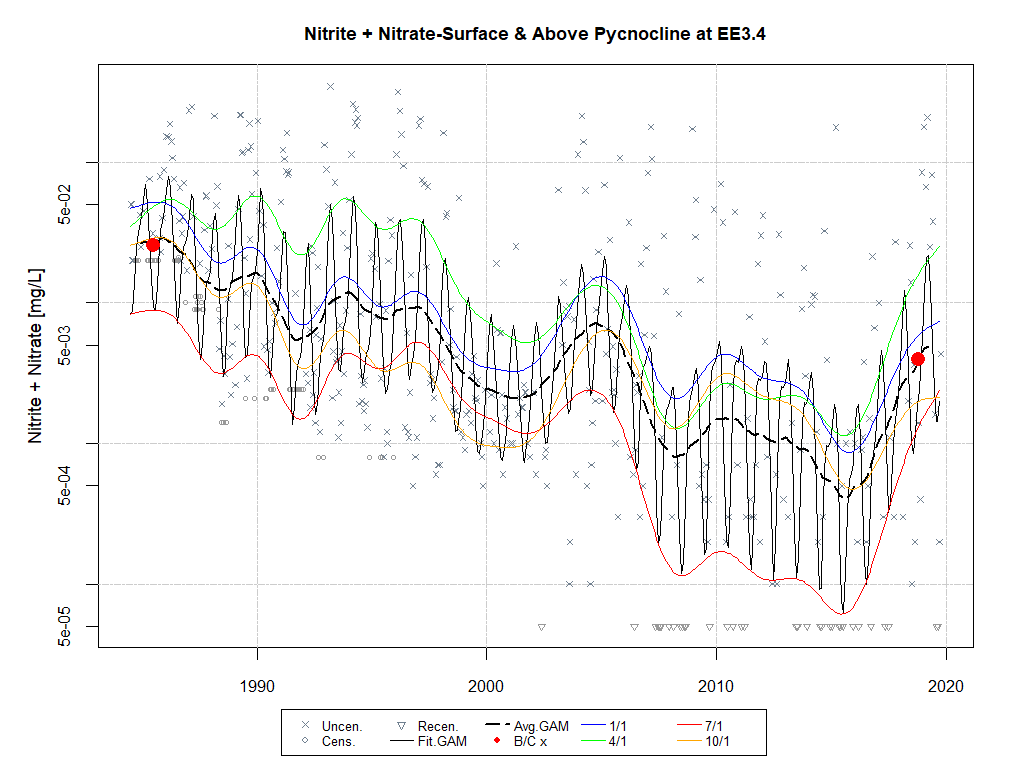 Nitrite + Nitrate-Surface & Above Pycnocline at EE3.4
Nitrite + Nitrate [mg/L]
5e-02
5e-03
5e-04
5e-05
1990 2000 2010 2020
Uncen. Recen. Avg.GAM 1/1 7/1
Cens. Fit.GAM B/C x 4/1 10/1